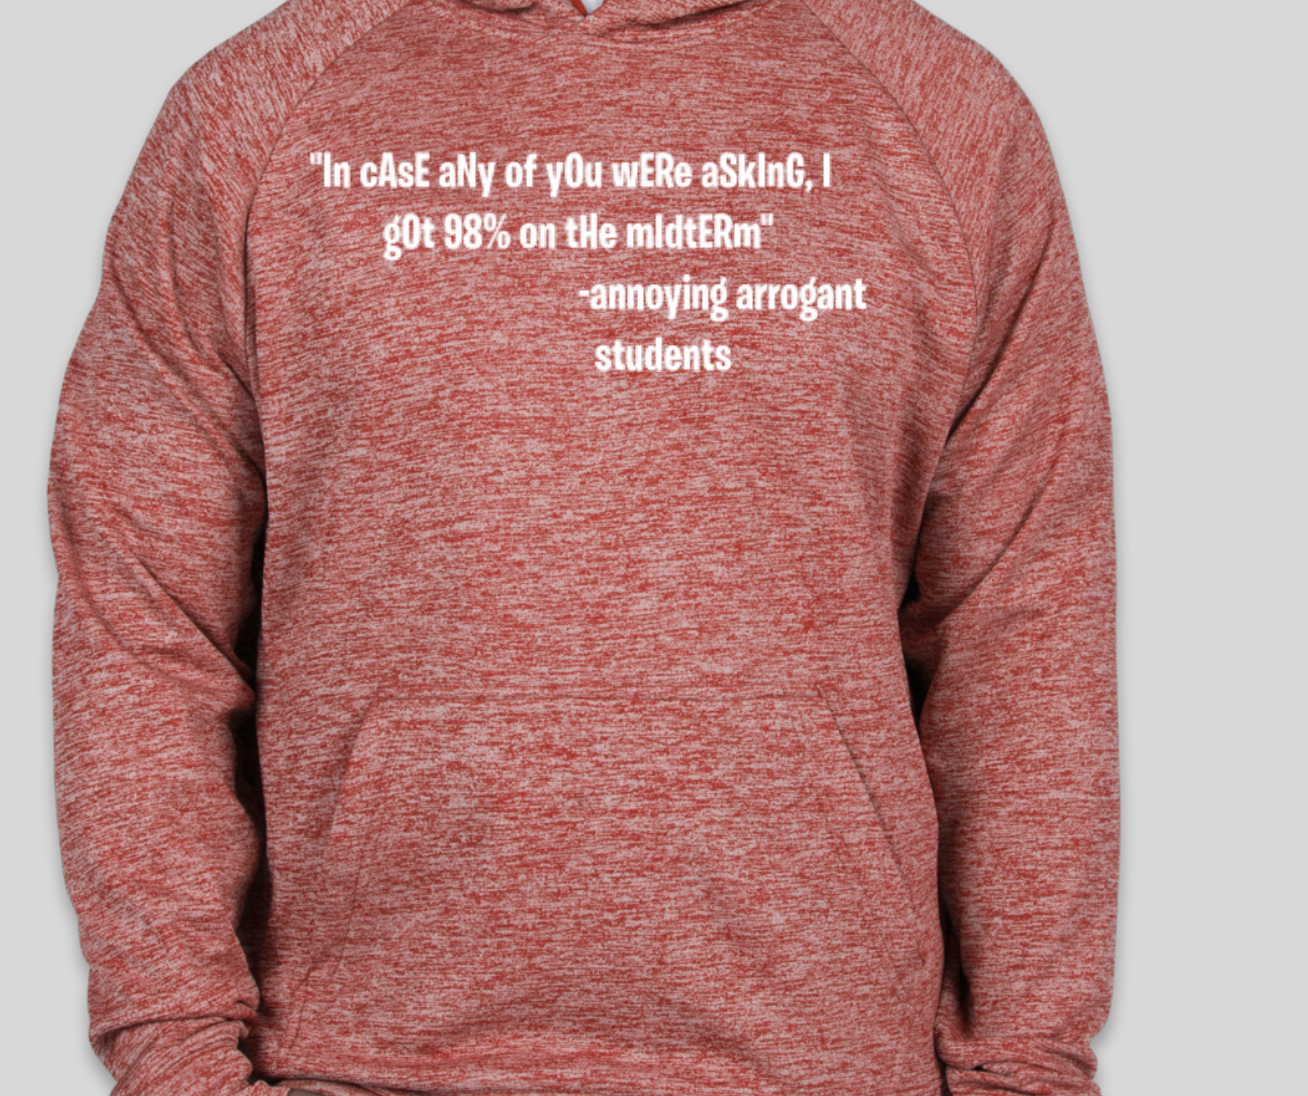 "In cAsE aNy of yOu wERe aSkInG, I
gOt 98% on tHe mIdtERm"
-annoying arrogant
students